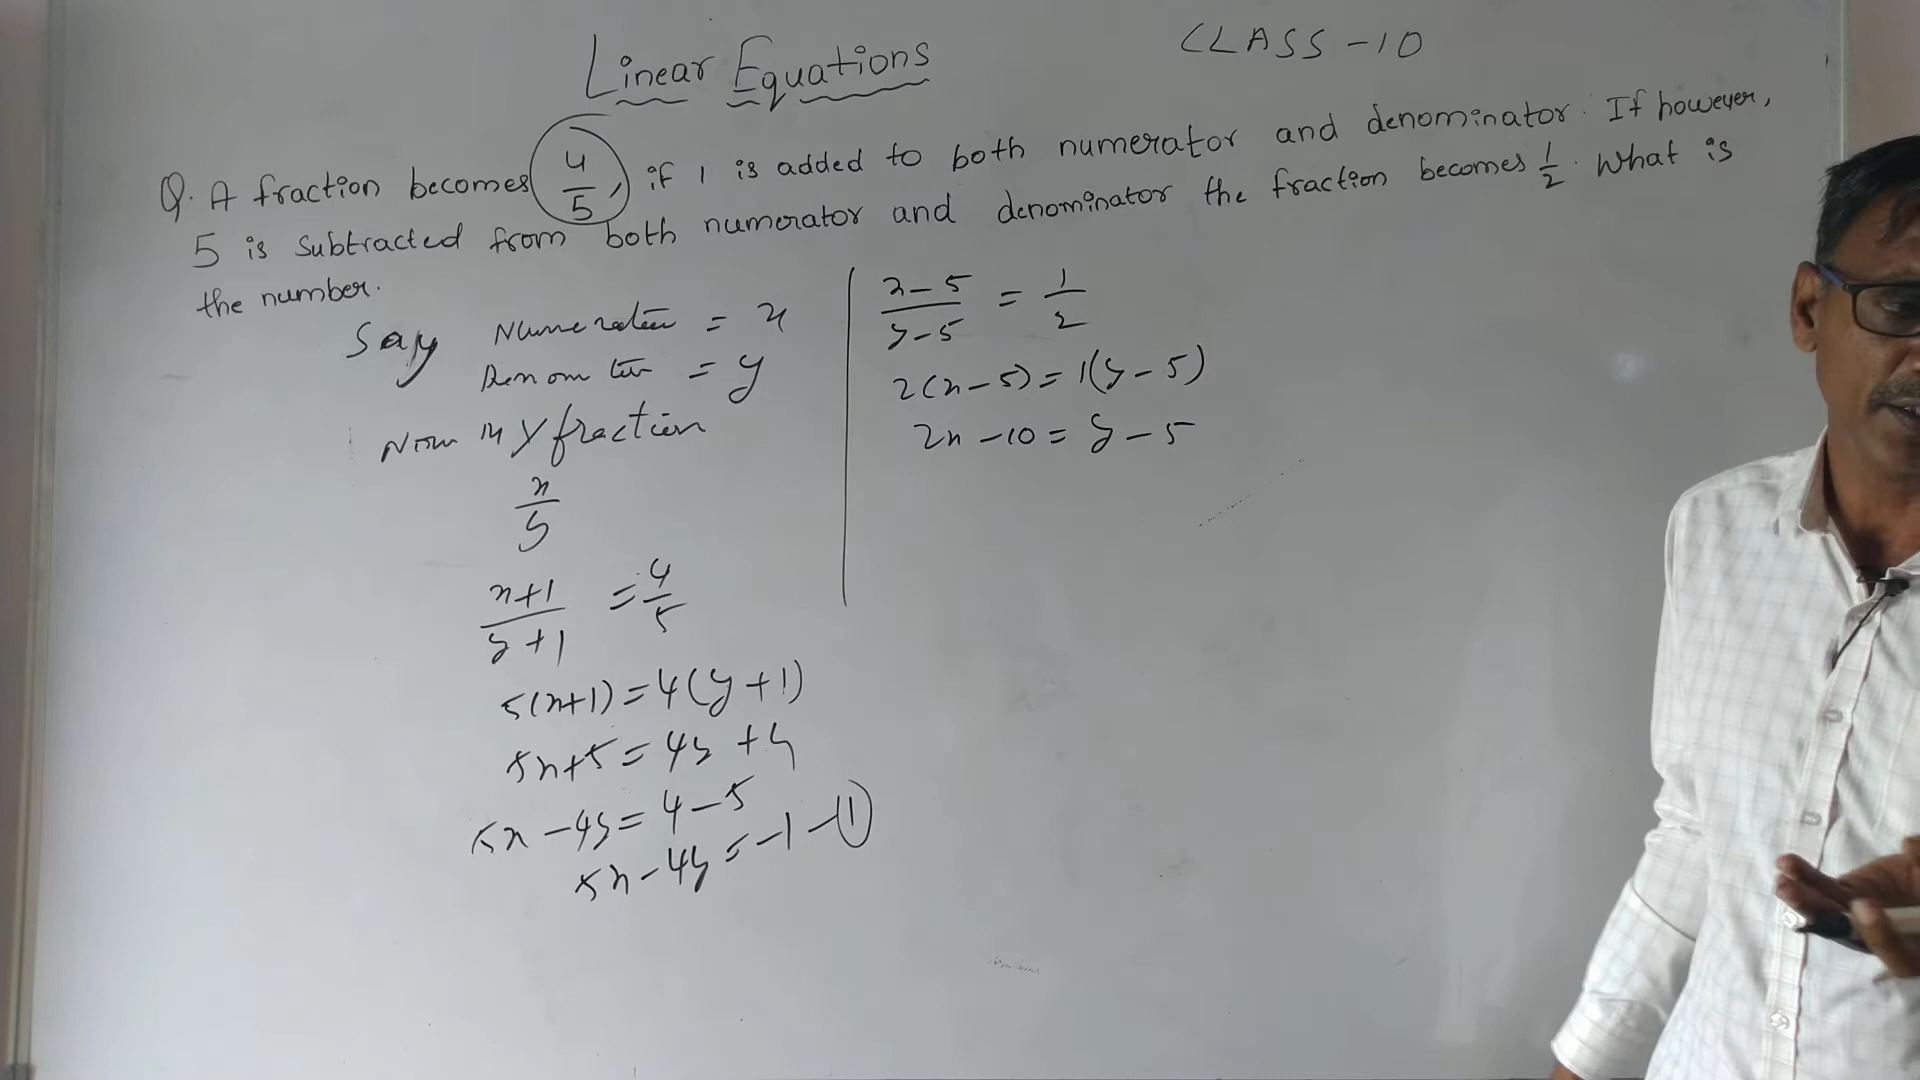 Linear Equations
CLASS-10
Q. A fraction becomes 4/5, if 1 is added to both numerator and denominator. If however,
5 is subtracted from both numerator and denominator the fraction becomes 1/2. What is
the number.
Say Numerator = x
= y
Now my fraction
x/y
(x+1)/(y+1) = 4/5
5(x+1) = 4(y+1)
5x+5 = 4y+4
5x-4y = 4-5
5x-4y = -1 - (1)
(x-5)/(y-5) = 1/2
2(x-5) = 1(y-5)
2x-10 = y-5